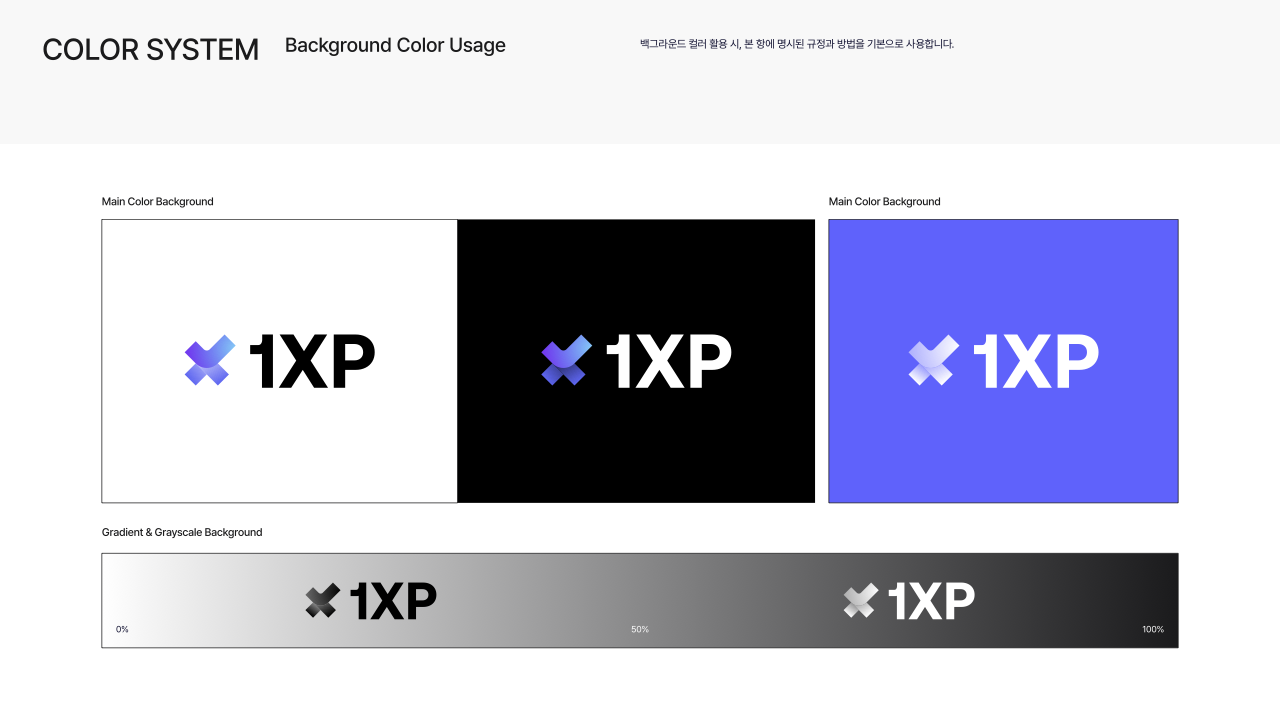 COLOR SYSTEM
Background Color Usage
백그라운드 컬러 활용 시, 본 항에 명시된 규정과 방법을 기본으로 사용합니다.
Main Color Background
Main Color Background
1XP
1XP
1XP
Gradient & Grayscale Background
1XP
1XP
0%
50%
100%